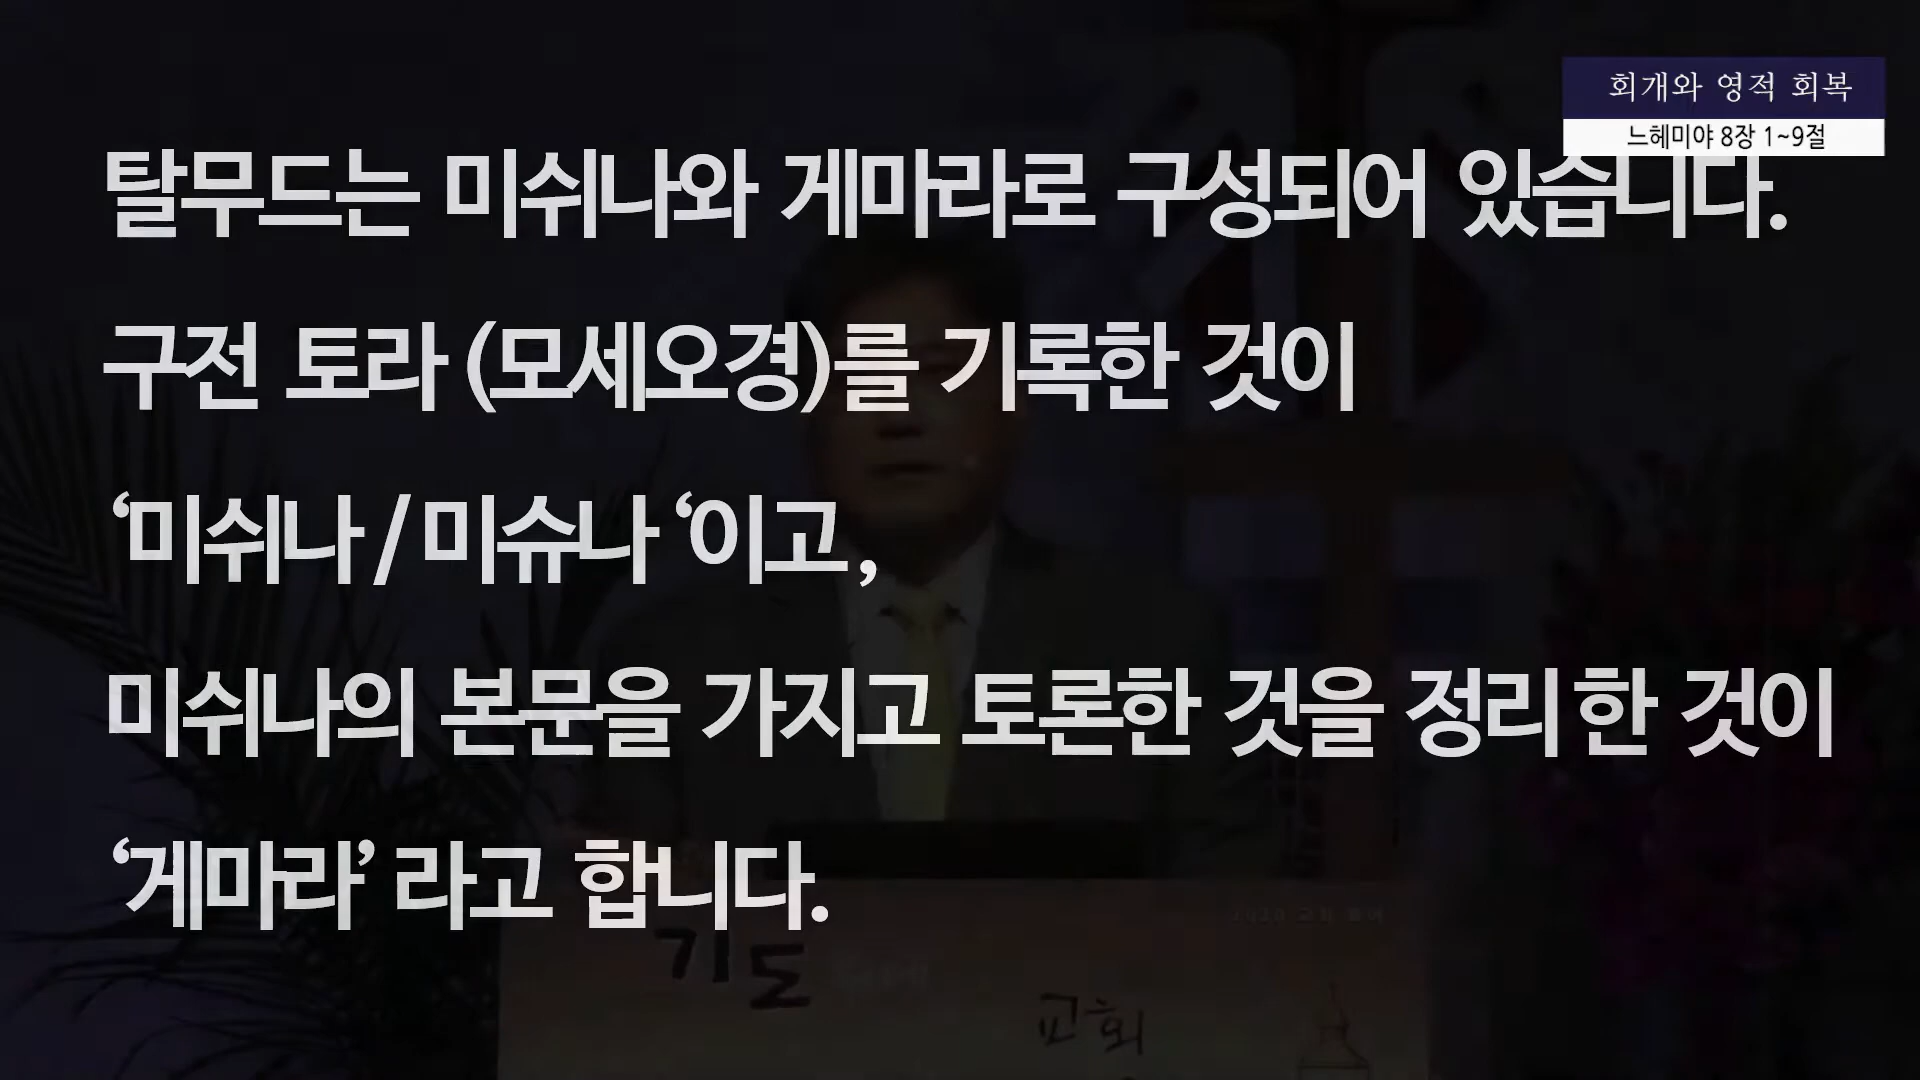 회개와 영적 회복
느헤미야 8장 1~9절
탈무드는 미쉬나와 게마라로 구성되어 있습니다.
구전 토라 (모세오경)를 기록한 것이
‘미쉬나 / 미슈나 ‘이고,
미쉬나의 본문을 가지고 토론한 것을 정리 한 것이
‘게마라’ 라고 합니다.
기도
교회